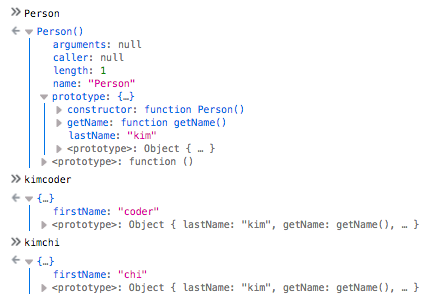 Person
Person()
arguments: null
caller: null
length: 1
name: "Person"
prototype: {…}
constructor: function Person()
getName: function getName()
lastName: "kim"
<prototype>: Object { … }
<prototype>: function ()
kimcoder
{…}
firstName: "coder"
<prototype>: Object { lastName: "kim", getName: getName(), … }
kimchi
{…}
firstName: "chi"
<prototype>: Object { lastName: "kim", getName: getName(), … }